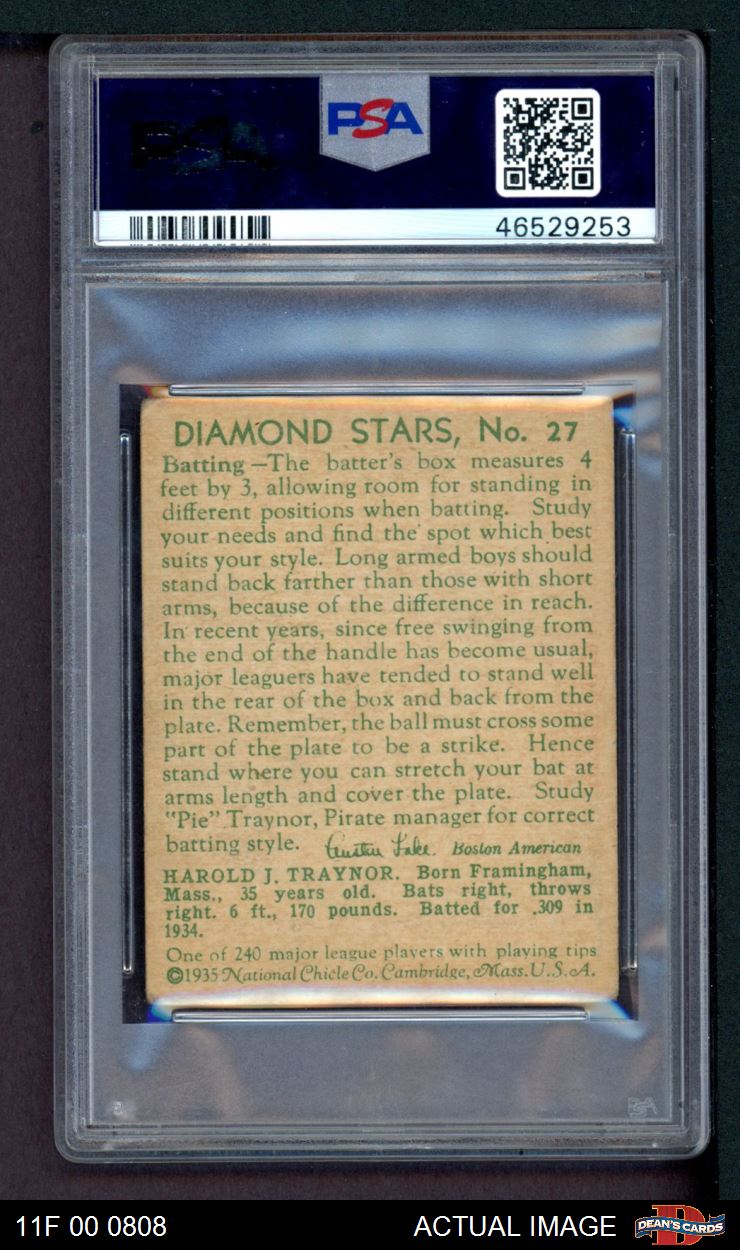 PSA
46529253
DIAMOND STARS, No. 27
Batting—The batter's box measures 4
feet by 3, allowing room for standing in
different positions when batting. Study
your needs and find the spot which best
suits your style. Long armed boys should
stand back farther than those with short
arms, because of the difference in reach.
In recent years, since free swinging from
the end of the handle has become usual,
major leaguers have tended to stand well
in the rear of the box and back from the
plate. Remember, the ball must cross some
part of the plate to be a strike. Hence
stand where you can stretch your bat at
arms length and cover the plate. Study
"Pie" Traynor, Pirate manager for correct
batting style. Austen Lake. Boston American
HAROLD J. TRAYNOR. Born Framingham,
Mass., 35 years old. Bats right, throws
right. 6 ft., 170 pounds. Batted for .309 in
1934.
One of 240 major league players with playing tips
©1935 National Chicle Co. Cambridge, Mass. U.S.A.
PSA
11F 00 0808 ACTUAL IMAGE DEAN'S CARDS